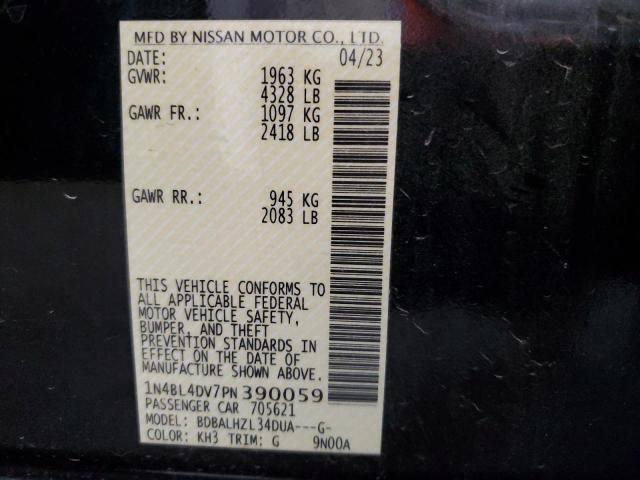 MFD BY NISSAN MOTOR CO., LTD.
DATE: 04/23
GVWR: 1963 KG
4328 LB
GAWR FR.: 1097 KG
2418 LB
GAWR RR.: 945 KG
2083 LB
THIS VEHICLE CONFORMS TO
ALL APPLICABLE FEDERAL
MOTOR VEHICLE SAFETY,
BUMPER, AND THEFT
PREVENTION STANDARDS IN
EFFECT ON THE DATE OF
MANUFACTURE SHOWN ABOVE.
1N4BL4DV7PN390059
PASSENGER CAR 705621
MODEL: BDBALHZL34DUA---G-
COLOR: KH3 TRIM: G 9N00A